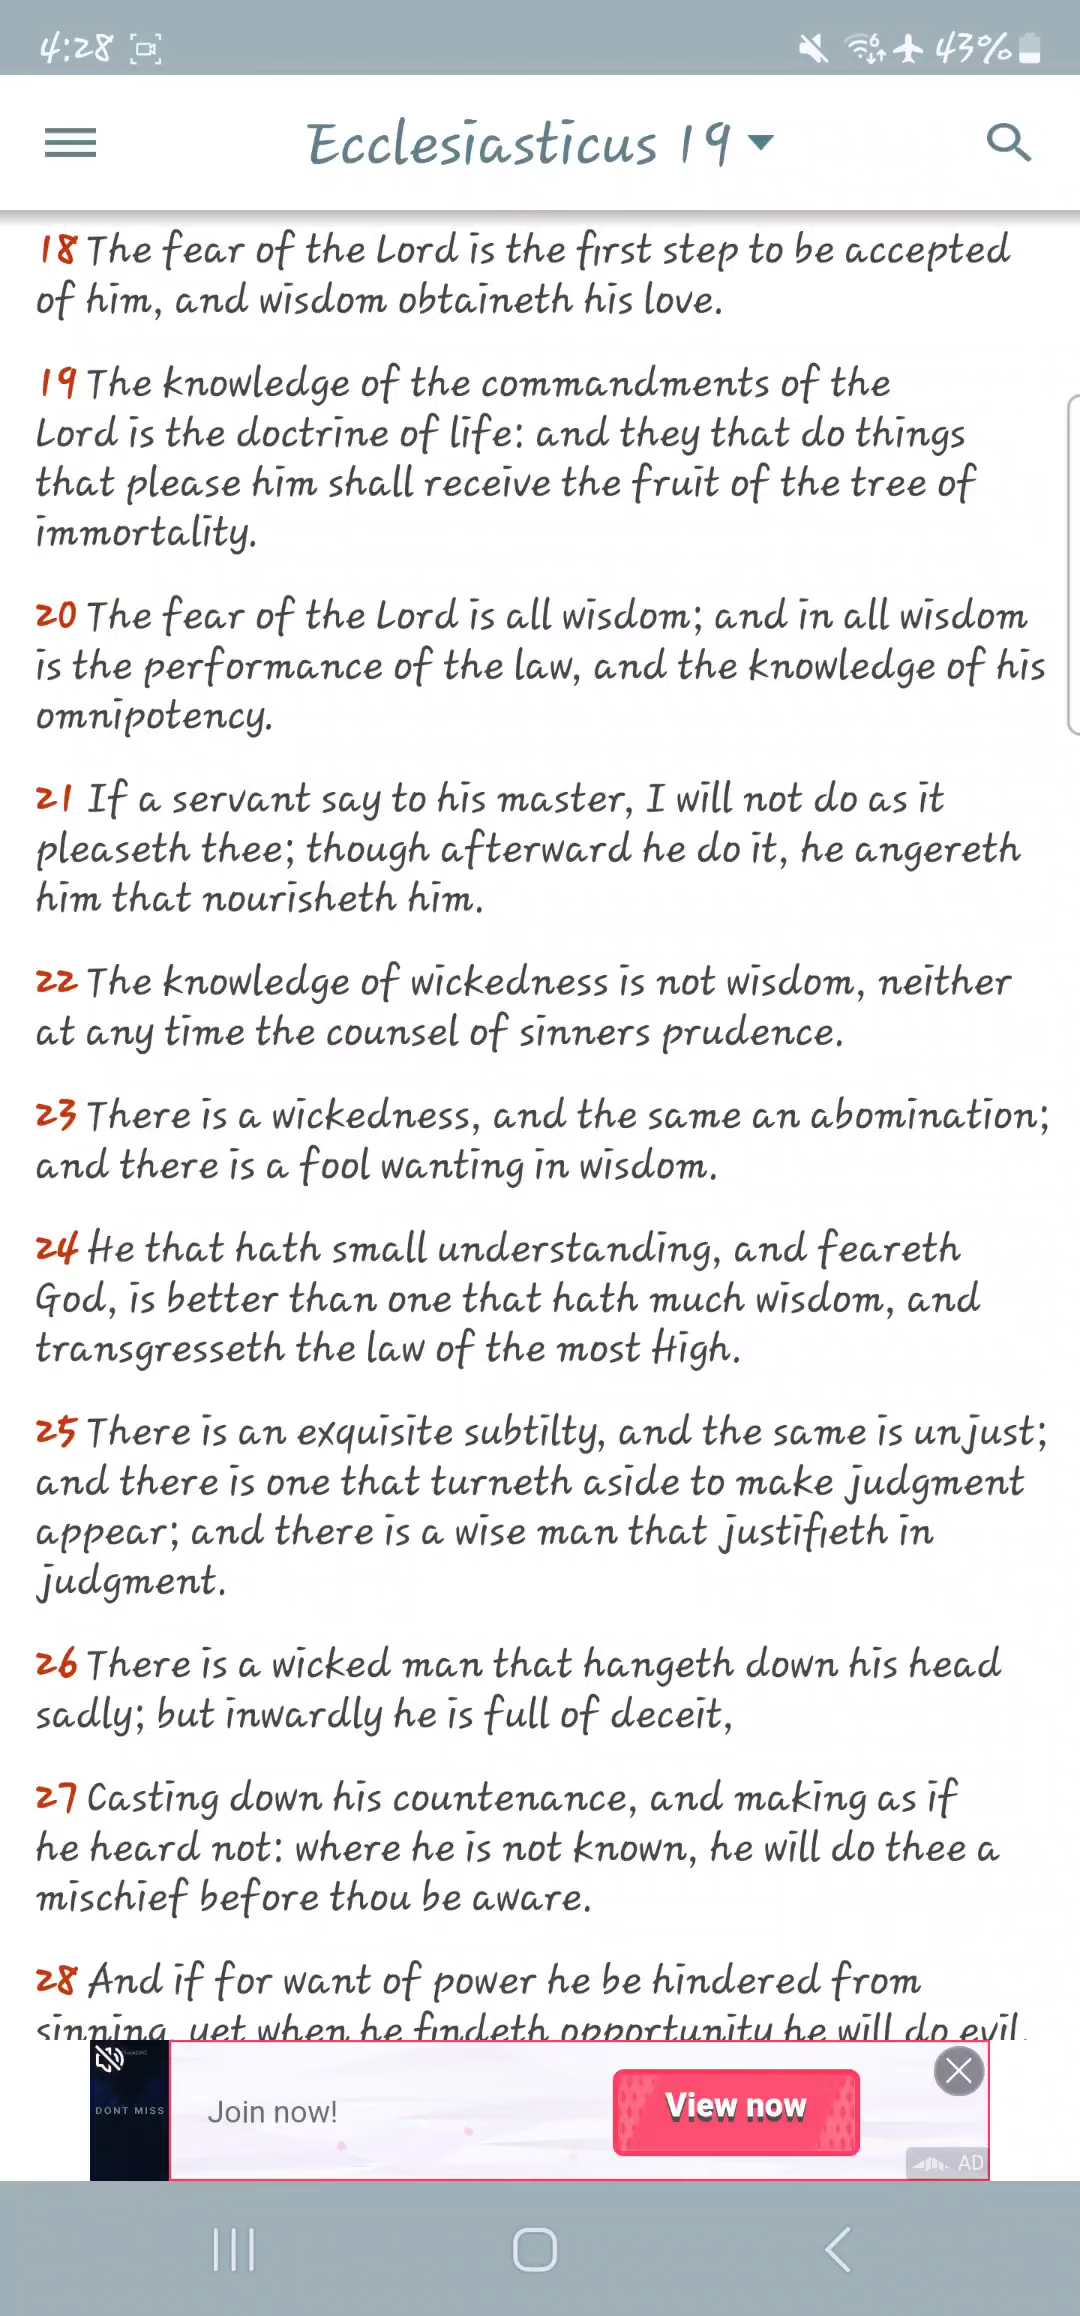 4:28 6 43%
Ecclesiasticus 19
18 The fear of the Lord is the first step to be accepted
of him, and wisdom obtaineth his love.
19 The knowledge of the commandments of the
Lord is the doctrine of life: and they that do things
that please him shall receive the fruit of the tree of
immortality.
20 The fear of the Lord is all wisdom; and in all wisdom
is the performance of the law, and the knowledge of his
omnipotency.
21 If a servant say to his master, I will not do as it
pleaseth thee; though afterward he do it, he angereth
him that nourisheth him.
22 The knowledge of wickedness is not wisdom, neither
at any time the counsel of sinners prudence.
23 There is a wickedness, and the same an abomination;
and there is a fool wanting in wisdom.
24 He that hath small understanding, and feareth
God, is better than one that hath much wisdom, and
transgresseth the law of the most High.
25 There is an exquisite subtilty, and the same is unjust;
and there is one that turneth aside to make judgment
appear; and there is a wise man that justifieth in
judgment.
26 There is a wicked man that hangeth down his head
sadly; but inwardly he is full of deceit,
27 Casting down his countenance, and making as if
he heard not: where he is not known, he will do thee a
mischief before thou be aware.
28 And if for want of power he be hindered from
sinning, yet when he findeth opportunity he will do evil.
DONT MISS
Join now!
View now
AD